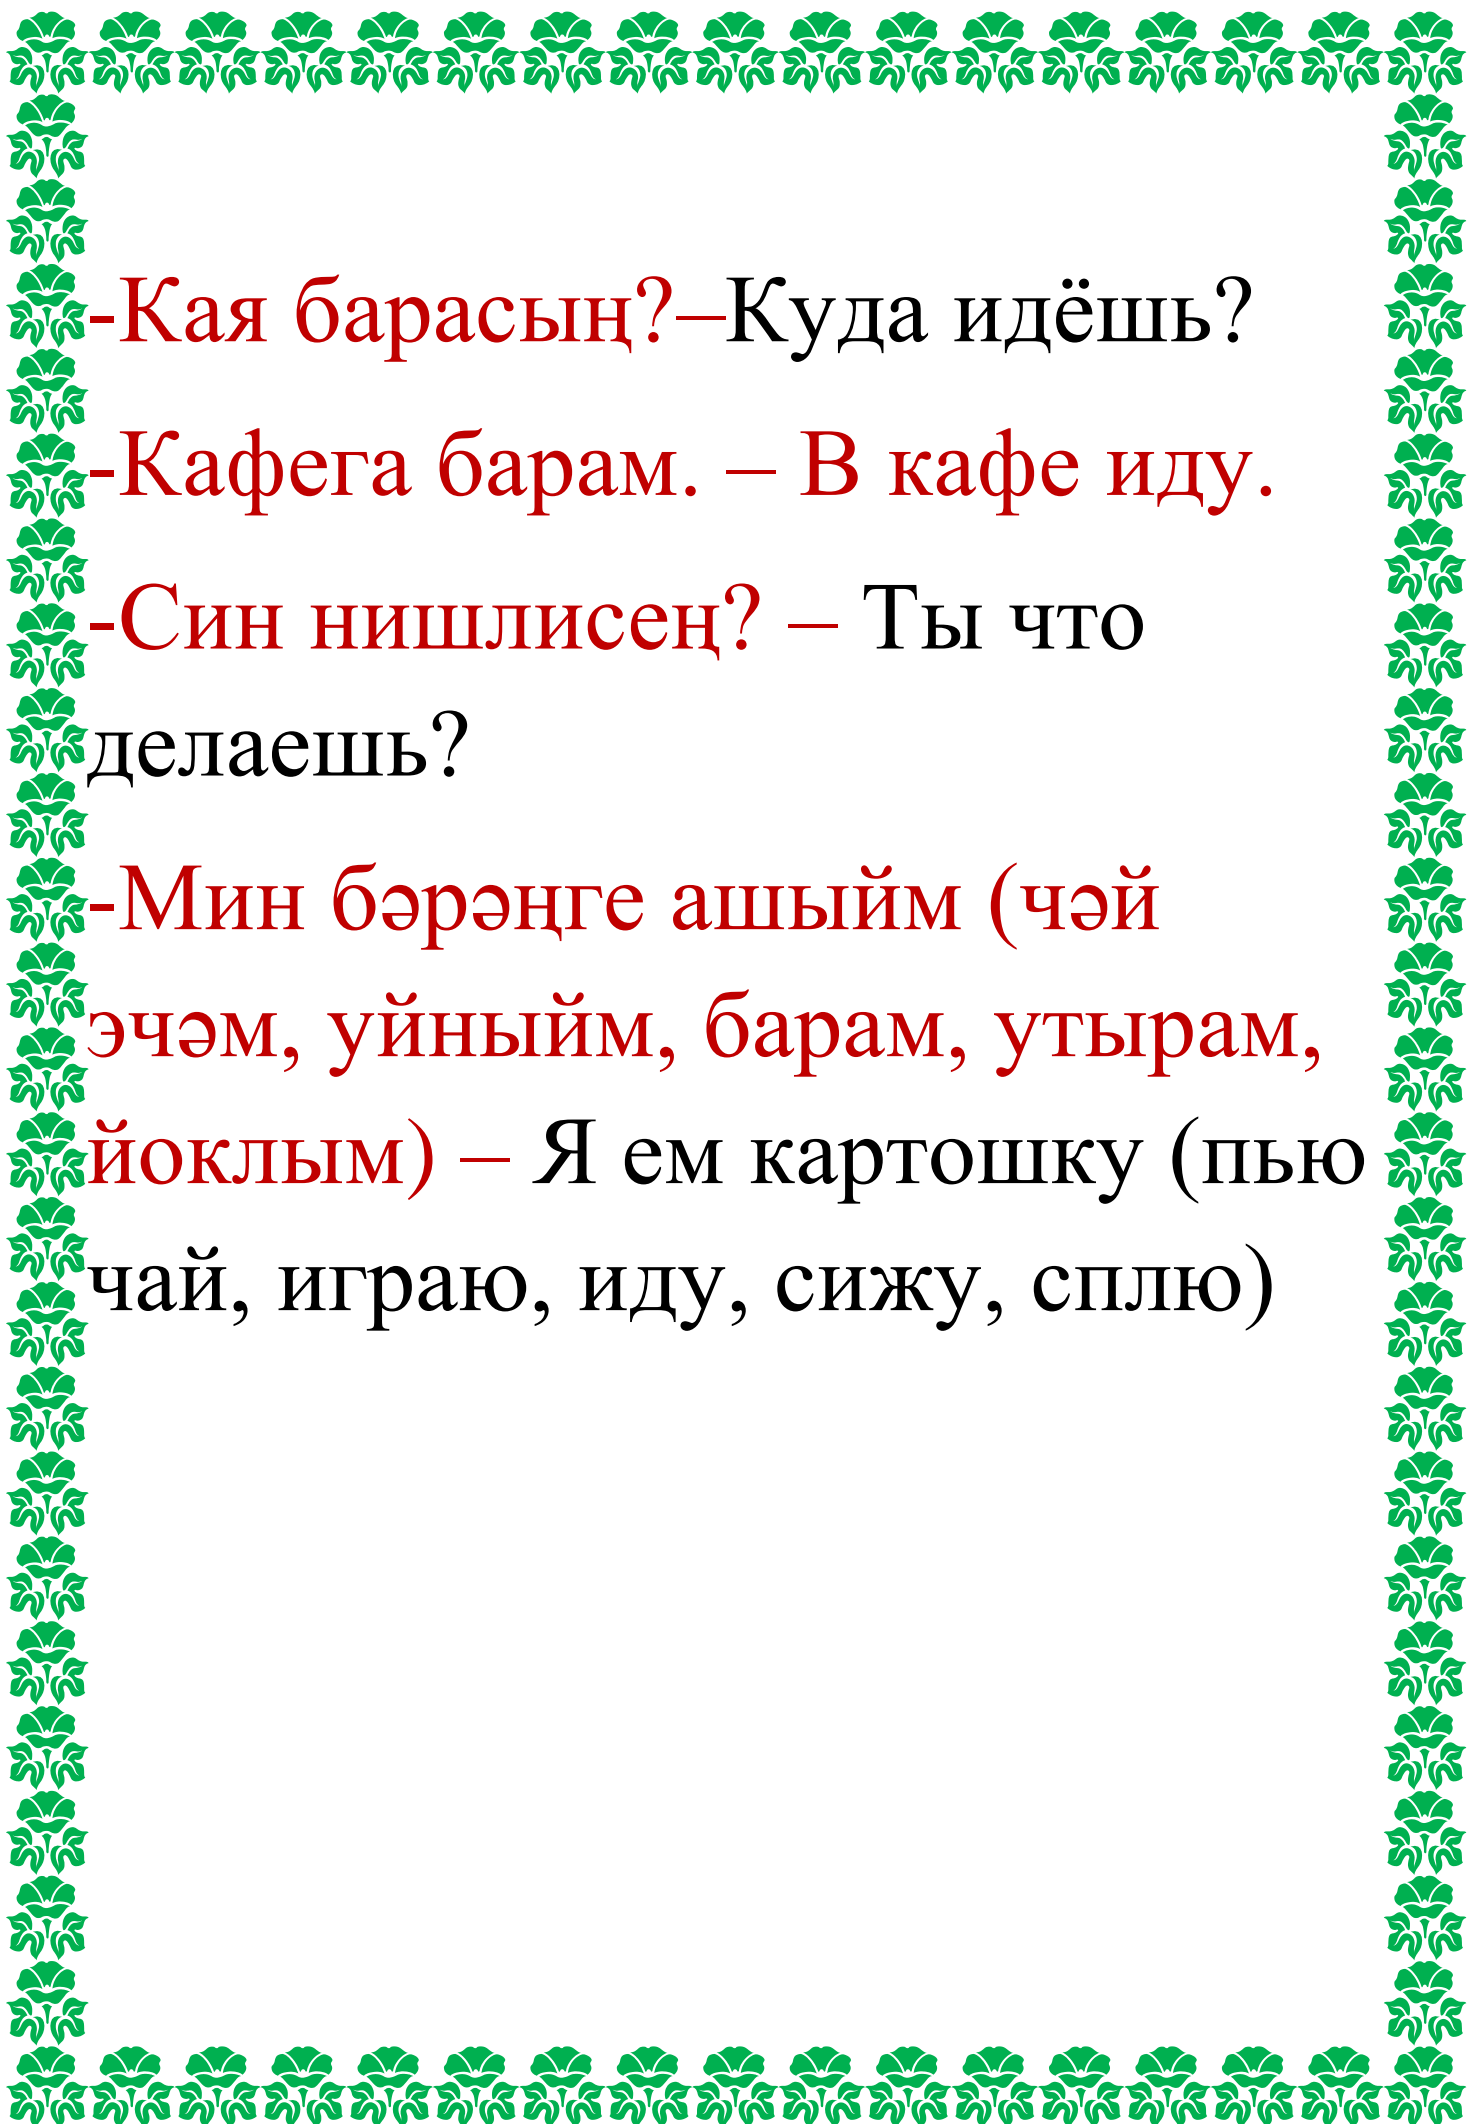 -Кая барасың?–Куда идёшь?
-Кафега барам. – В кафе иду.
-Син нишлисең? – Ты что
делаешь?
-Мин бәрәңге ашыйм (чәй
эчәм, уйныйм, барам, утырам,
йоклым) – Я ем картошку (пью
чай, играю, иду, сижу, сплю)